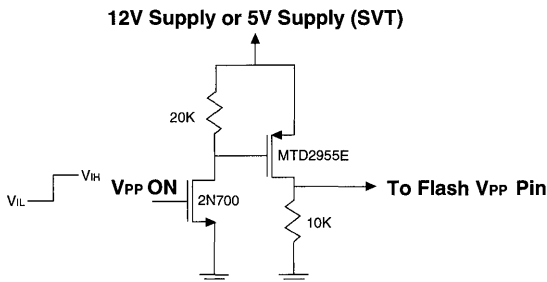 12V Supply or 5V Supply (SVT)
20K
MTD2955E
VIH
VPP ON
To Flash VPP Pin
VIL
2N700
10K